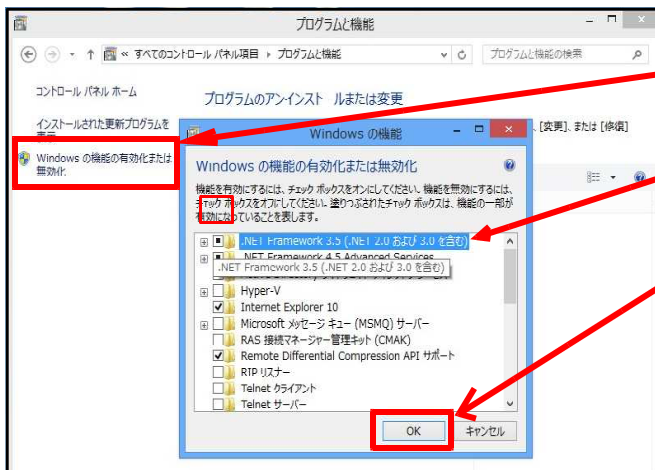 プログラムと機能
« すべてのコントロール パネル項目 ▸ プログラムと機能
プログラムと機能の検索
コントロール パネル ホーム
プログラムのアンインスト ルまたは変更
インストールされた更新プログラムを
表示
、[変更]、または [修復]
Windows の機能の有効化または
無効化
Windows の機能
Windows の機能の有効化または無効化
機能を有効にするには、チェック ボックスをオンにしてください。機能を無効にするには、
チェック ボックスをオフにしてください。塗りつぶされたチェック ボックスは、機能の一部が
有効になっていることを表します。
.NET Framework 3.5 (.NET 2.0 および 3.0 を含む)
.NET Framework 4.5 Advanced Services
.NET Framework 3.5 (.NET 2.0 および 3.0 を含む)
Hyper-V
Internet Explorer 10
Microsoft メッセージ キュー (MSMQ) サーバー
RAS 接続マネージャー管理キット (CMAK)
Remote Differential Compression API サポート
RIP リスナー
Telnet クライアント
Telnet サーバー
OK
キャンセル